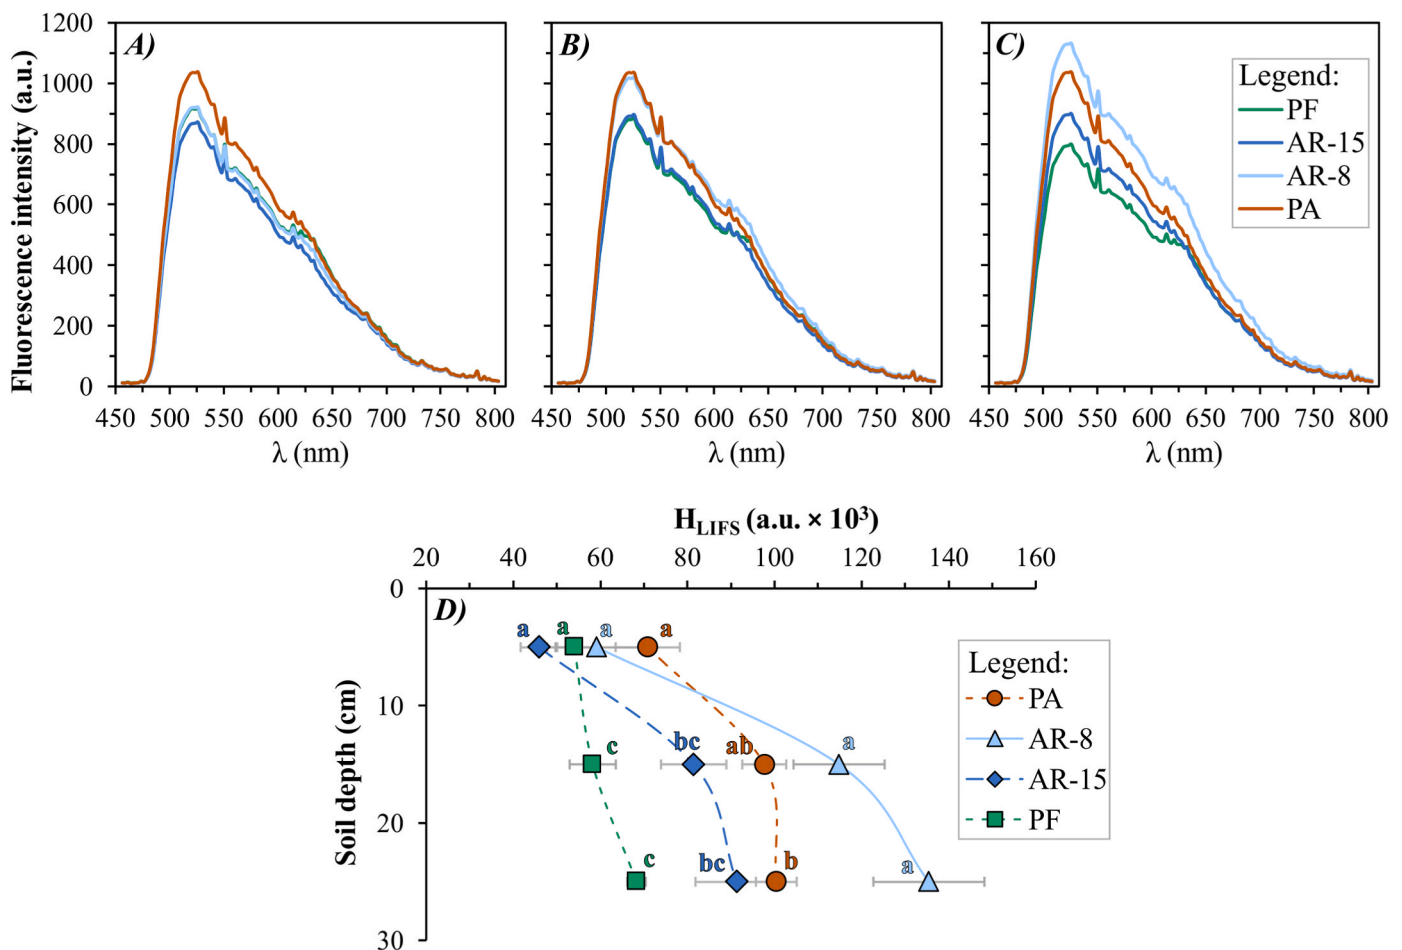 A)
B)
C)
Fluorescence intensity (a.u.)
1200
1000
800
600
400
200
0
450 500 550 600 650 700 750 800
450 500 550 600 650 700 750 800
450 500 550 600 650 700 750 800
λ (nm)
λ (nm)
λ (nm)
Legend:
PF
AR-15
AR-8
PA
H_LIFS (a.u. × 10³)
20 40 60 80 100 120 140 160
D)
Soil depth (cm)
0
10
20
30
a a a a
c bc ab a
c bc b a
Legend:
PA
AR-8
AR-15
PF